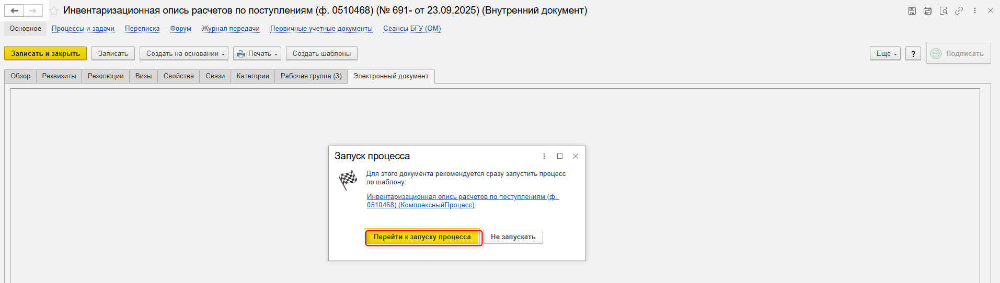 Инвентаризационная опись расчетов по поступлениям (ф. 0510468) (№ 691- от 23.09.2025) (Внутренний документ)
Основное Процессы и задачи Переписка Форум Журнал передачи Первичные учетные документы Сеансы БГУ (ОМ)
Записать и закрыть Записать Создать на основании Печать Создать шаблоны Еще ? Подписать
Обзор Реквизиты Резолюции Визы Свойства Связи Категории Рабочая группа (3) Электронный документ
Запуск процесса
Для этого документа рекомендуется сразу запустить процесс
по шаблону:
Инвентаризационная опись расчетов по поступлениям (ф.
0510468) (КомплексныйПроцесс)
Перейти к запуску процесса Не запускать